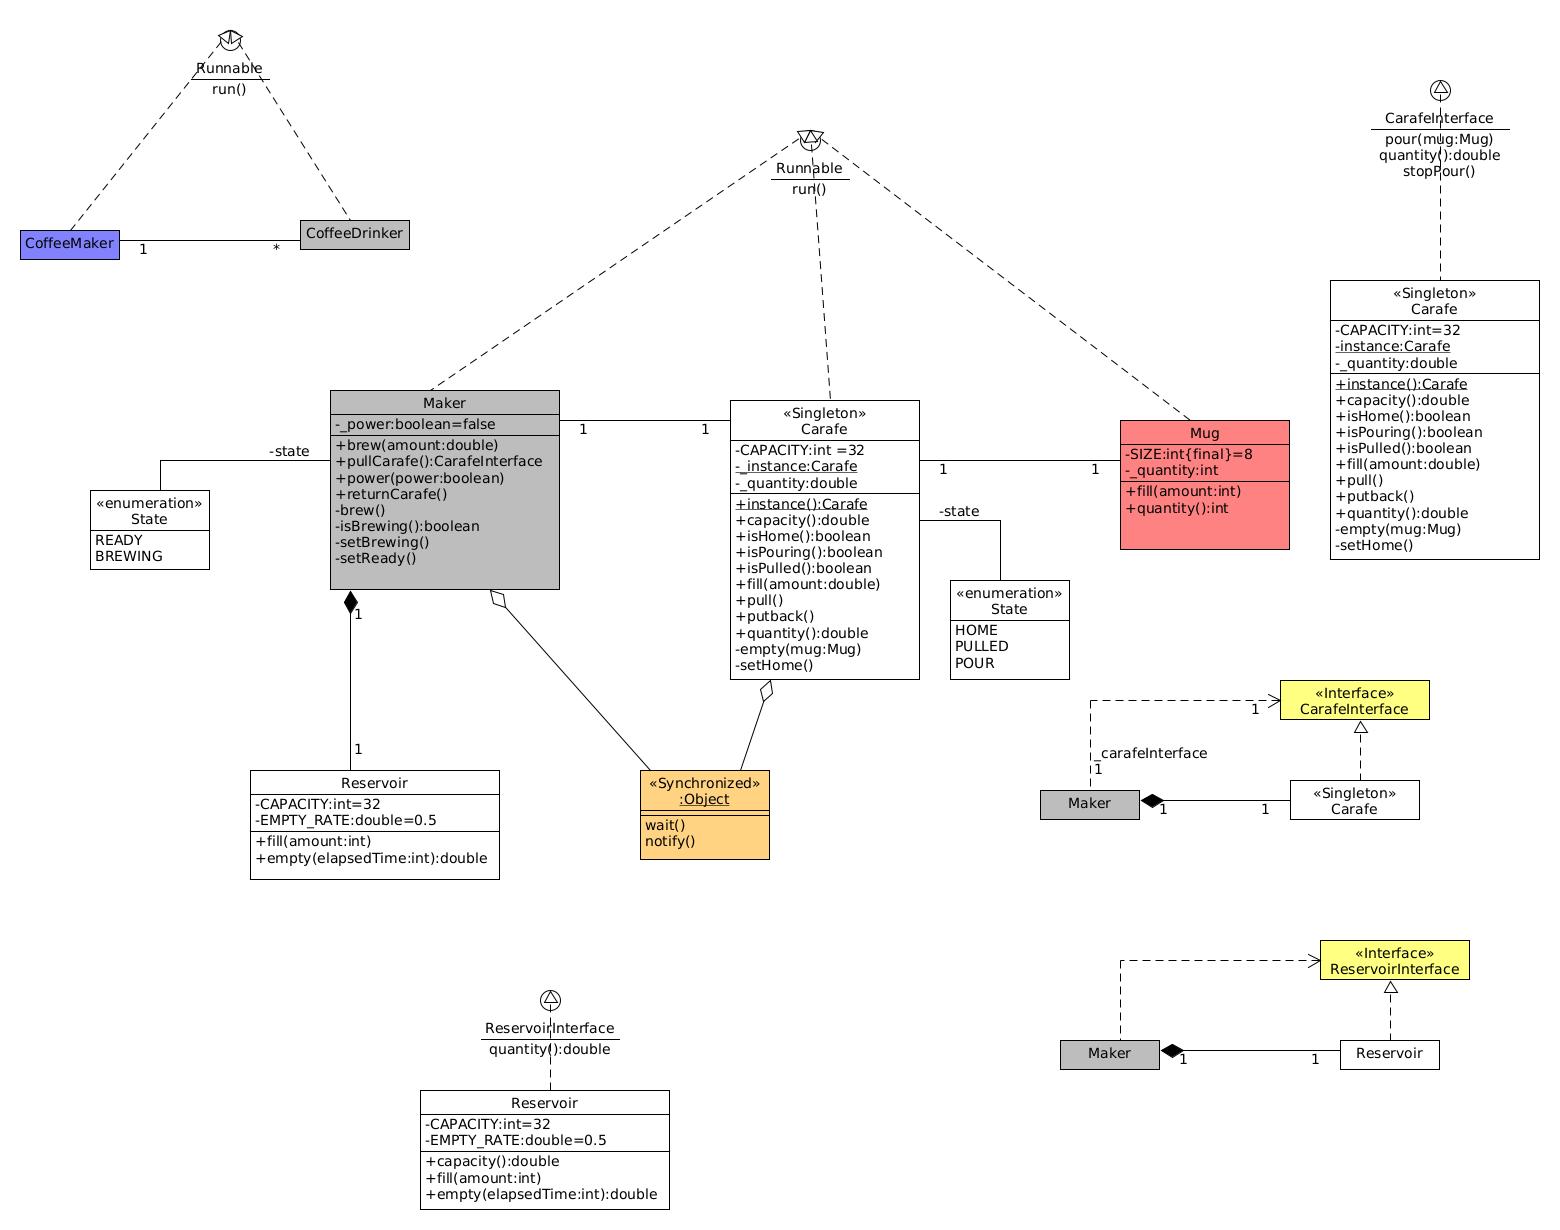 Runnable
run()
CoffeeMaker
1
*
CoffeeDrinker
Runnable
run()
CarafeInterface
pour(mug:Mug)
quantity():double
stopPour()
«Singleton»
Carafe
-CAPACITY:int=32
-instance:Carafe
-_quantity:double
+instance():Carafe
+capacity():double
+isHome():boolean
+isPouring():boolean
+isPulled():boolean
+fill(amount:double)
+pull()
+putback()
+quantity():double
-empty(mug:Mug)
-setHome()
-state
«enumeration»
State
READY
BREWING
Maker
-_power:boolean=false
+brew(amount:double)
+pullCarafe():CarafeInterface
+power(power:boolean)
+returnCarafe()
-brew()
-isBrewing():boolean
-setBrewing()
-setReady()
1
1
«Singleton»
Carafe
-CAPACITY:int =32
-_instance:Carafe
-_quantity:double
+instance():Carafe
+capacity():double
+isHome():boolean
+isPouring():boolean
+isPulled():boolean
+fill(amount:double)
+pull()
+putback()
+quantity():double
-empty(mug:Mug)
-setHome()
1
1
Mug
-SIZE:int{final}=8
-_quantity:int
+fill(amount:int)
+quantity():int
-state
«enumeration»
State
HOME
PULLED
POUR
1
1
Reservoir
-CAPACITY:int=32
-EMPTY_RATE:double=0.5
+fill(amount:int)
+empty(elapsedTime:int):double
«Synchronized»
:Object
wait()
notify()
«Interface»
CarafeInterface
1
_carafeInterface
1
Maker
1
1
«Singleton»
Carafe
«Interface»
ReservoirInterface
Maker
1
1
Reservoir
ReservoirInterface
quantity():double
Reservoir
-CAPACITY:int=32
-EMPTY_RATE:double=0.5
+capacity():double
+fill(amount:int)
+empty(elapsedTime:int):double